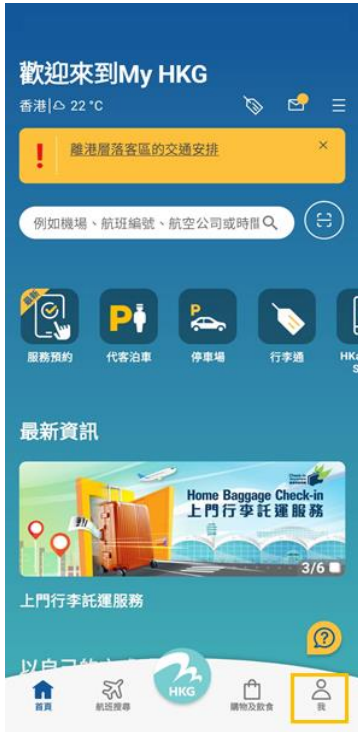 歡迎來到My HKG
香港| 22 °C
離港層落客區的交通安排
例如機場、航班編號、航空公司或時間
最新
服務預約
代客泊車
停車場
行李通
HKa
S
最新資訊
Home Baggage Check-in
上門行李託運服務
3/6
上門行李託運服務
HKG
首頁
航班搜尋
購物及飲食
我